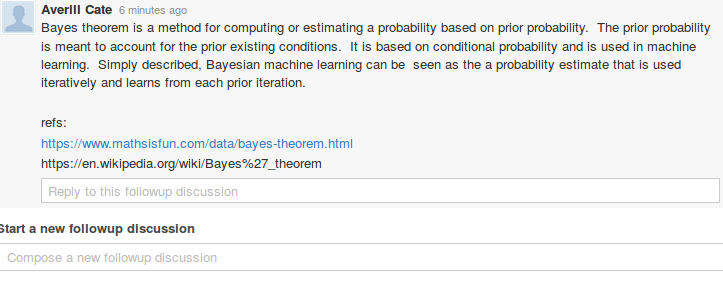 Averill Cate 6 minutes ago
Bayes theorem is a method for computing or estimating a probability based on prior probability. The prior probability
is meant to account for the prior existing conditions. It is based on conditional probability and is used in machine
learning. Simply described, Bayesian machine learning can be seen as the a probability estimate that is used
iteratively and learns from each prior iteration.
refs:
https://www.mathsisfun.com/data/bayes-theorem.html
https://en.wikipedia.org/wiki/Bayes%27_theorem
Reply to this followup discussion
Start a new followup discussion
Compose a new followup discussion